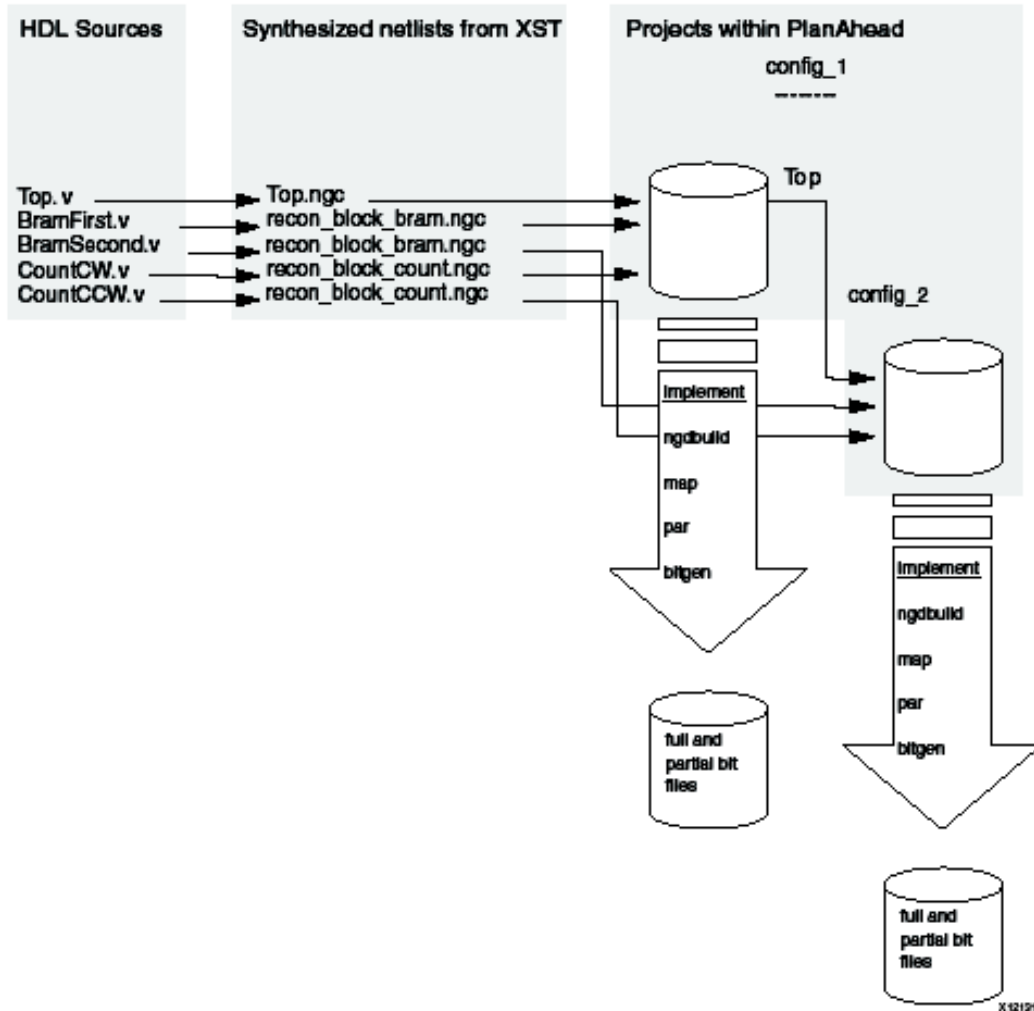 HDL Sources
Synthesized netlists from XST
Projects within PlanAhead
config_1
--------
Top.v
Top.ngc
Top
BramFirst.v
recon_block_bram.ngc
BramSecond.v
recon_block_bram.ngc
CountCW.v
recon_block_count.ngc
CountCCW.v
recon_block_count.ngc
config_2
implement
ngdbuild
map
par
bitgen
implement
ngdbuild
map
par
bitgen
full and
partial bit
files
full and
partial bit
files